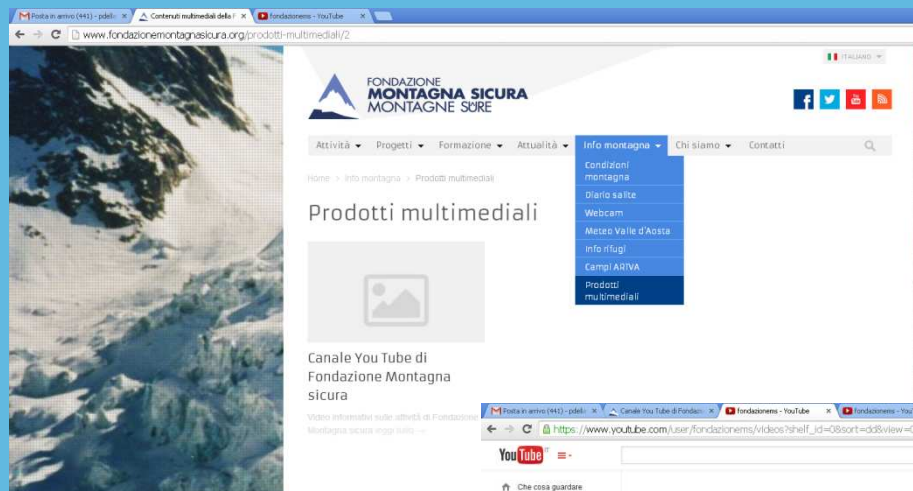 Posta in arrivo (441) - pdell
Contenuti multimediali della F
fondazionems - YouTube
www.fondazionemontagnasicura.org/prodotti-multimediali/2
ITALIANO
FONDAZIONE
MONTAGNA SICURA
MONTAGNE SÛRE
Attività Progetti Formazione Attualità Info montagna Chi siamo Contatti
Condizioni
montagna
Diario salite
Webcam
Meteo Valle d'Aosta
Info rifugi
Campi ARTVA
Prodotti
multimediali
Home > Info montagna > Prodotti multimediali
Prodotti multimediali
Canale You Tube di
Fondazione Montagna
sicura
Video informativi sulle attività di Fondazione
Montagna sicura leggi tutto →
Posta in arrivo (441) - pdell
Canale You Tube di Fondazio
fondazionems - YouTube
fondazionems - You
https://www.youtube.com/user/fondazionems/videos?shelf_id=0&sort=dd&view=0
YouTube IT
Che cosa guardare